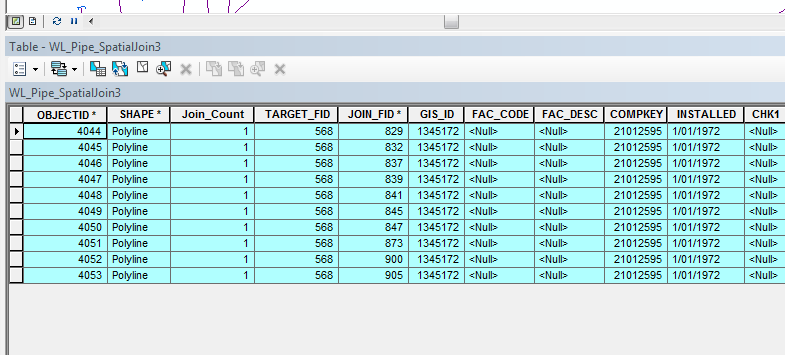 Table - WL_Pipe_SpatialJoin3
WL_Pipe_SpatialJoin3
OBJECTID * SHAPE * Join_Count TARGET_FID JOIN_FID * GIS_ID FAC_CODE FAC_DESC COMPKEY INSTALLED CHK1
4044 Polyline 1 568 829 1345172 <Null> <Null> 21012595 1/01/1972 <Null>
4045 Polyline 1 568 832 1345172 <Null> <Null> 21012595 1/01/1972 <Null>
4046 Polyline 1 568 837 1345172 <Null> <Null> 21012595 1/01/1972 <Null>
4047 Polyline 1 568 839 1345172 <Null> <Null> 21012595 1/01/1972 <Null>
4048 Polyline 1 568 841 1345172 <Null> <Null> 21012595 1/01/1972 <Null>
4049 Polyline 1 568 845 1345172 <Null> <Null> 21012595 1/01/1972 <Null>
4050 Polyline 1 568 847 1345172 <Null> <Null> 21012595 1/01/1972 <Null>
4051 Polyline 1 568 873 1345172 <Null> <Null> 21012595 1/01/1972 <Null>
4052 Polyline 1 568 900 1345172 <Null> <Null> 21012595 1/01/1972 <Null>
4053 Polyline 1 568 905 1345172 <Null> <Null> 21012595 1/01/1972 <Null>